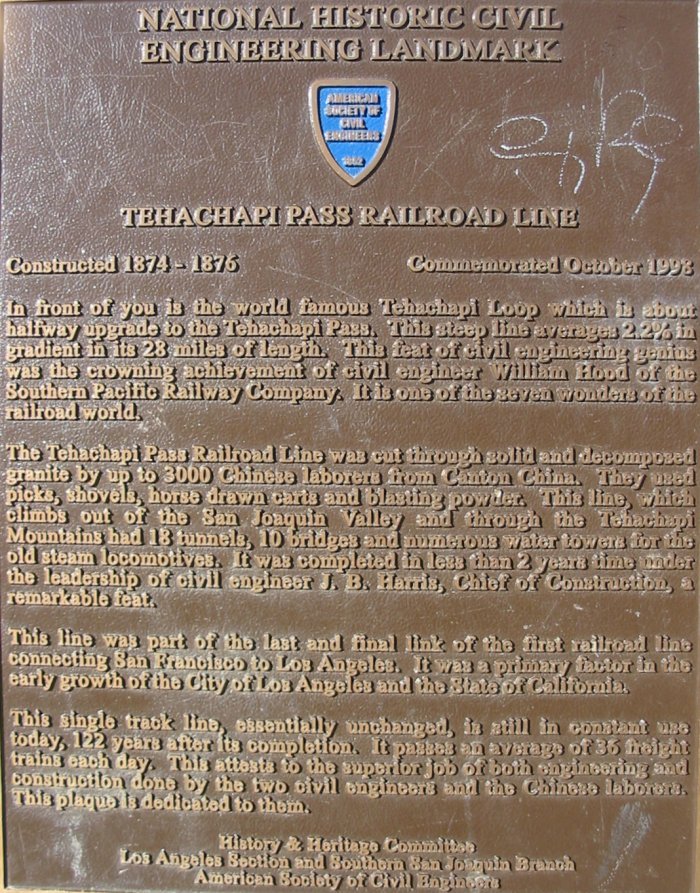 NATIONAL HISTORIC CIVIL
ENGINEERING LANDMARK
AMERICAN
SOCIETY OF
CIVIL
ENGINEERS
1852
TEHACHAPI PASS RAILROAD LINE
Constructed 1874 - 1876 Commemorated October 1998
In front of you is the world famous Tehachapi Loop which is about
halfway upgrade to the Tehachapi Pass. This steep line averages 2.2% in
gradient in its 28 miles of length. This feat of civil engineering genius
was the crowning achievement of civil engineer William Hood of the
Southern Pacific Railway Company. It is one of the seven wonders of the
railroad world.
The Tehachapi Pass Railroad Line was cut through solid and decomposed
granite by up to 3000 Chinese laborers from Canton China. They used
picks, shovels, horse drawn carts and blasting powder. This line, which
climbs out of the San Joaquin Valley and through the Tehachapi
Mountains had 18 tunnels, 10 bridges and numerous water towers for the
old steam locomotives. It was completed in less than 2 years time under
the leadership of civil engineer J. B. Harris, Chief of Construction, a
remarkable feat.
This line was part of the last and final link of the first railroad line
connecting San Francisco to Los Angeles. It was a primary factor in the
early growth of the City of Los Angeles and the State of California.
This single track line, essentially unchanged, is still in constant use
today, 122 years after its completion. It passes an average of 36 freight
trains each day. This attests to the superior job of both engineering and
construction done by the two civil engineers and the Chinese laborers.
This plaque is dedicated to them.
History & Heritage Committee
Los Angeles Section and Southern San Joaquin Branch
American Society of Civil Engineers